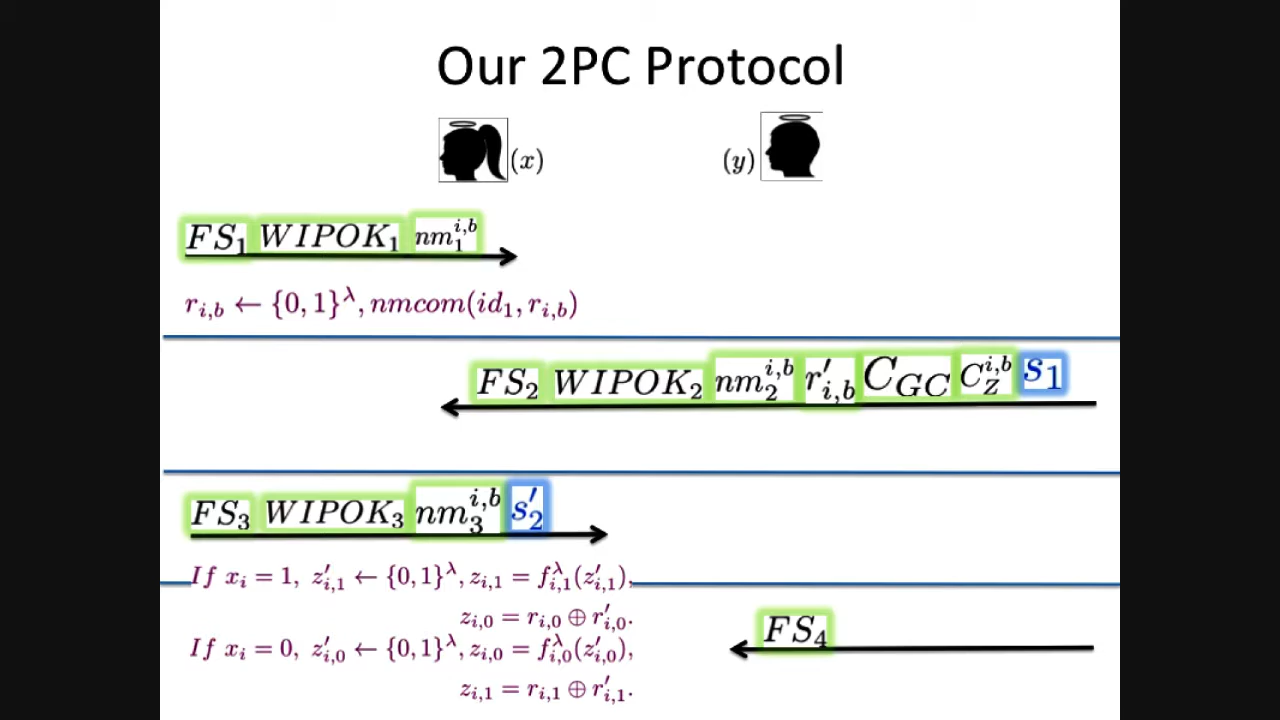 Our 2PC Protocol
(x) (y)
FS₁ WIPOK₁ nm₁^{i,b}
r_{i,b} ← {0,1}^λ, nmcom(id₁, r_{i,b})
FS₂ WIPOK₂ nm₂^{i,b} r′_{i,b} C_{GC} C_z^{i,b} s₁
FS₃ WIPOK₃ nm₃^{i,b} s′₂
If x_i = 1, z′_{i,1} ← {0,1}^λ, z_{i,1} = f^λ_{i,1}(z′_{i,1}),
z_{i,0} = r_{i,0} ⊕ r′_{i,0}.
If x_i = 0, z′_{i,0} ← {0,1}^λ, z_{i,0} = f^λ_{i,0}(z′_{i,0}),
z_{i,1} = r_{i,1} ⊕ r′_{i,1}.
FS₄